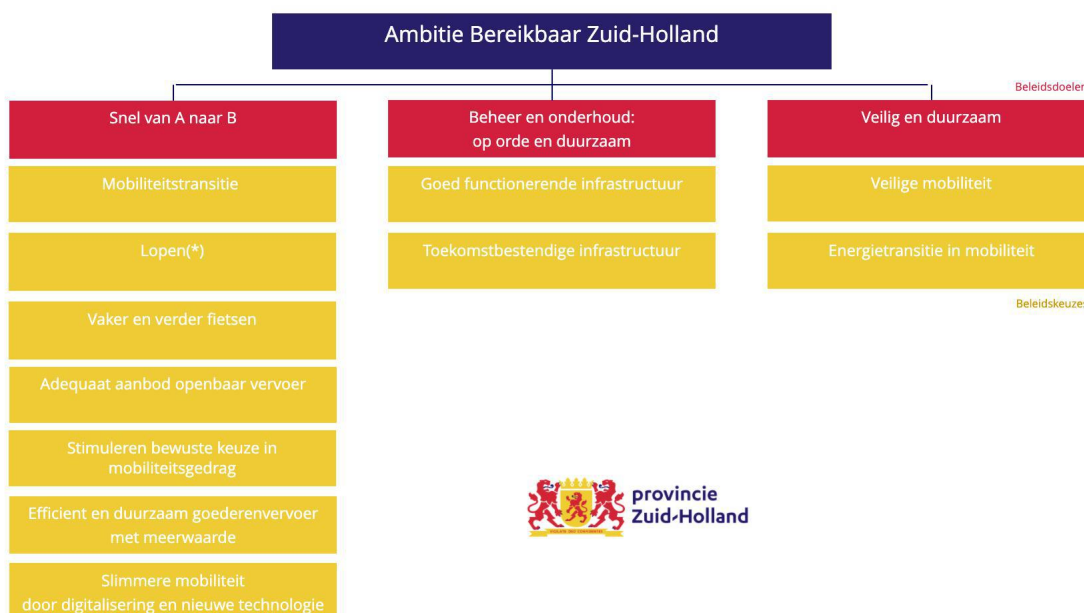 Ambitie Bereikbaar Zuid-Holland
Beleidsdoelen
Snel van A naar B
Mobiliteitstransitie
Lopen(*)
Vaker en verder fietsen
Adequaat aanbod openbaar vervoer
Stimuleren bewuste keuze in
mobiliteitsgedrag
Efficient en duurzaam goederenvervoer
met meerwaarde
Slimmere mobiliteit
door digitalisering en nieuwe technologie
Beheer en onderhoud:
op orde en duurzaam
Goed functionerende infrastructuur
Toekomstbestendige infrastructuur
Veilig en duurzaam
Veilige mobiliteit
Energietransitie in mobiliteit
Beleidskeuzes
provincie
Zuid-Holland